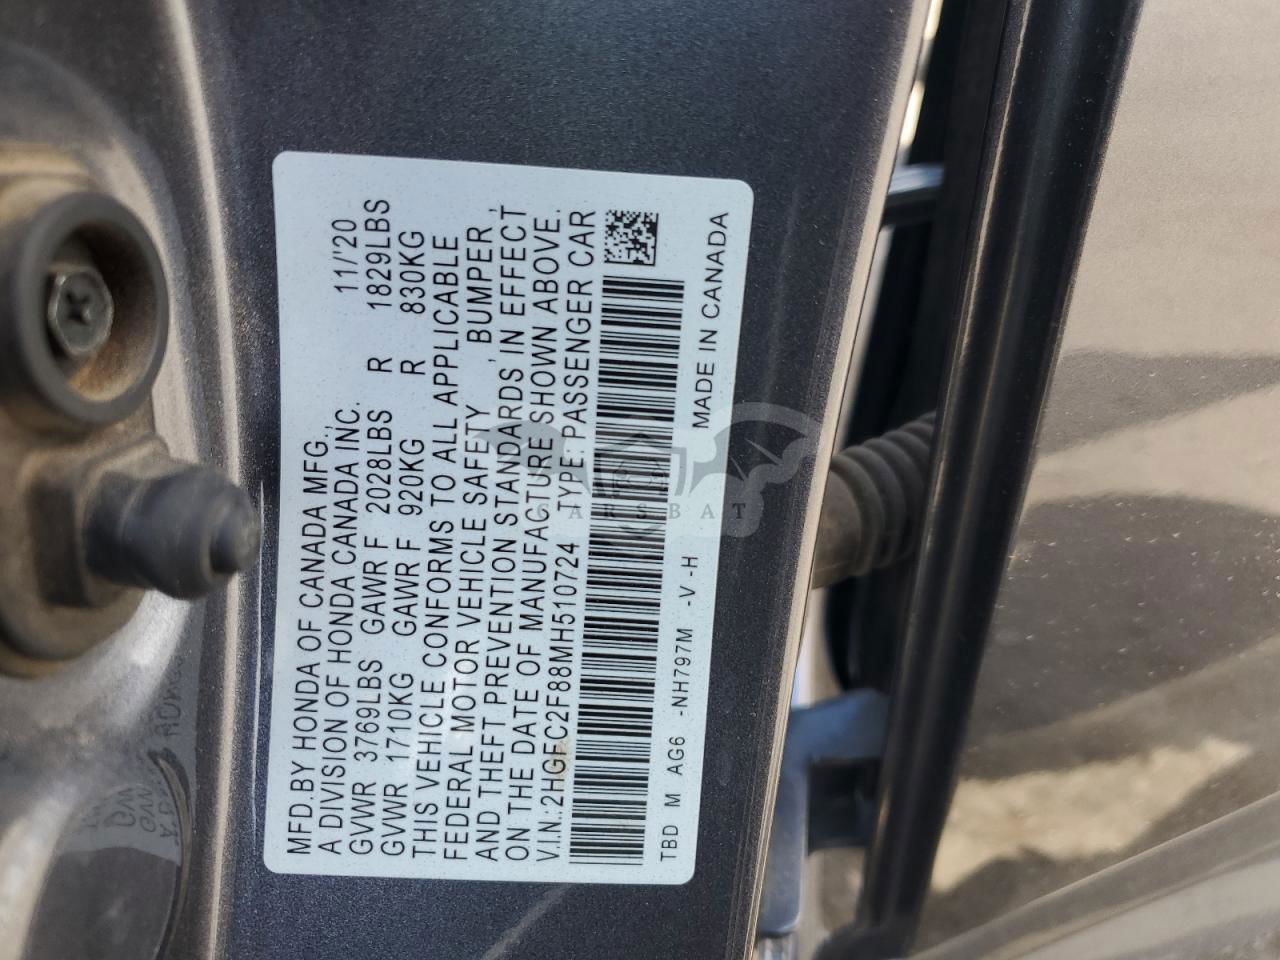 MFD.BY HONDA OF CANADA MFG.,
A DIVISION OF HONDA CANADA INC. 11/'20
GVWR 3769LBS GAWR F 2028LBS R 1829LBS
GVWR 1710KG GAWR F 920KG R 830KG
THIS VEHICLE CONFORMS TO ALL APPLICABLE
FEDERAL MOTOR VEHICLE SAFETY , BUMPER ,
AND THEFT PREVENTION STANDARDS IN EFFECT
ON THE DATE OF MANUFACTURE SHOWN ABOVE.
V.I.N.:2HGFC2F88MH510724 TYPE:PASSENGER CAR
TBD M AG6 -NH797M -V -H MADE IN CANADA
CARSBAT